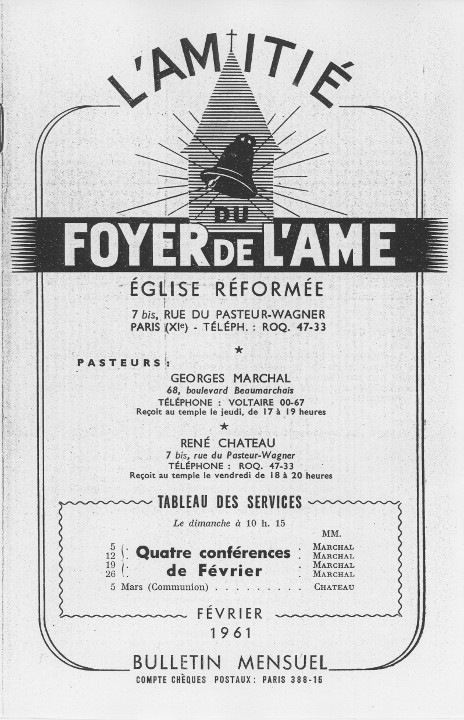 L'AMITIÉ
DU
FOYER DE L'AME
ÉGLISE RÉFORMÉE
7 bis, RUE DU PASTEUR-WAGNER
PARIS (XIe) - TÉLÉPH. : ROQ. 47-33
PASTEURS :
GEORGES MARCHAL
68, boulevard Beaumarchais
TÉLÉPHONE : VOLTAIRE 00-67
Reçoit au temple le jeudi, de 17 à 19 heures
RENÉ CHATEAU
7 bis, rue du Pasteur-Wagner
TÉLÉPHONE : ROQ. 47-33
Reçoit au temple le vendredi de 18 à 20 heures
TABLEAU DES SERVICES
Le dimanche à 10 h. 15
MM.
5 MARCHAL
12 Quatre conférences MARCHAL
19 de Février MARCHAL
26 MARCHAL
5 Mars (Communion) . . . . . . . . . CHATEAU
FÉVRIER
1961
BULLETIN MENSUEL
COMPTE CHÈQUES POSTAUX : PARIS 388-15